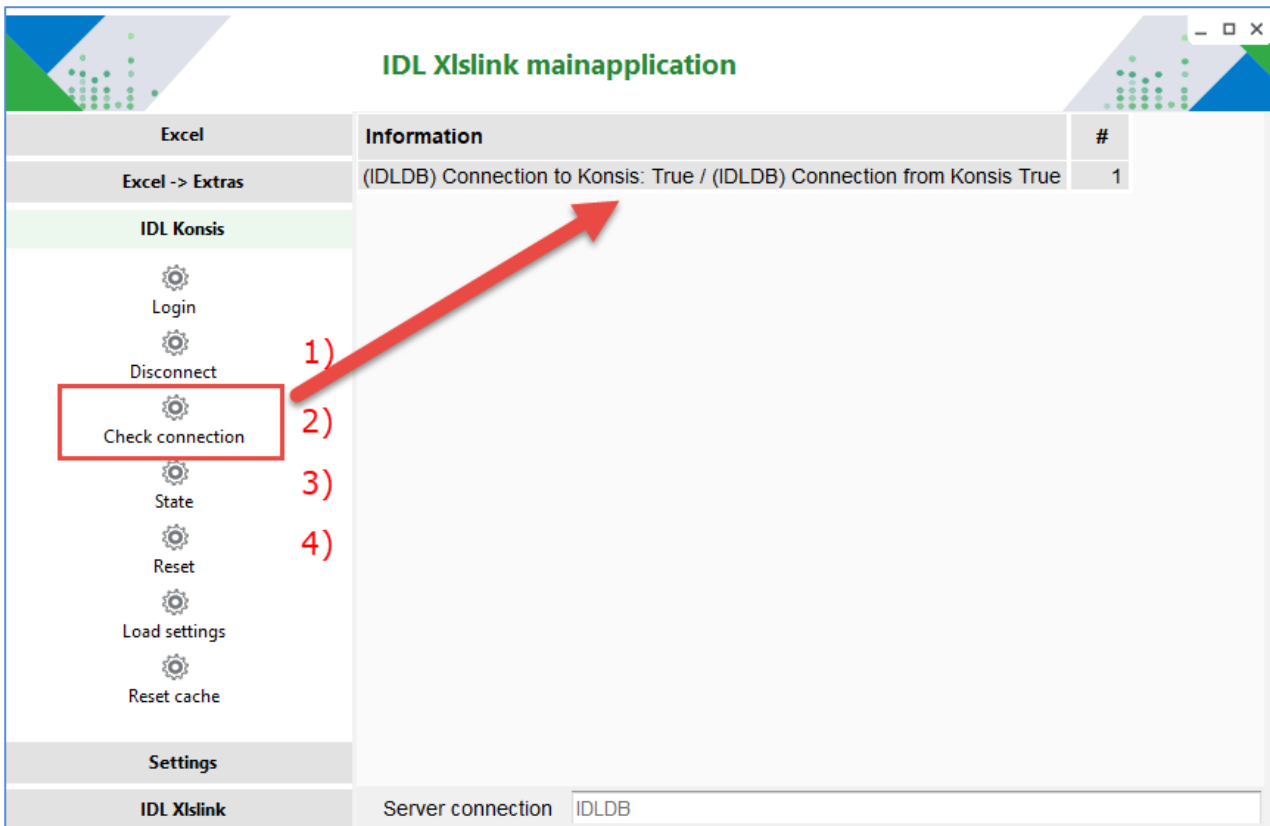 IDL Xlslink mainapplication
Excel
Information #
Excel -> Extras
(IDLDB) Connection to Konsis: True / (IDLDB) Connection from Konsis True 1
IDL Konsis
Login
1)
Disconnect
2)
Check connection
3)
State
4)
Reset
Load settings
Reset cache
Settings
IDL Xlslink
Server connection IDLDB